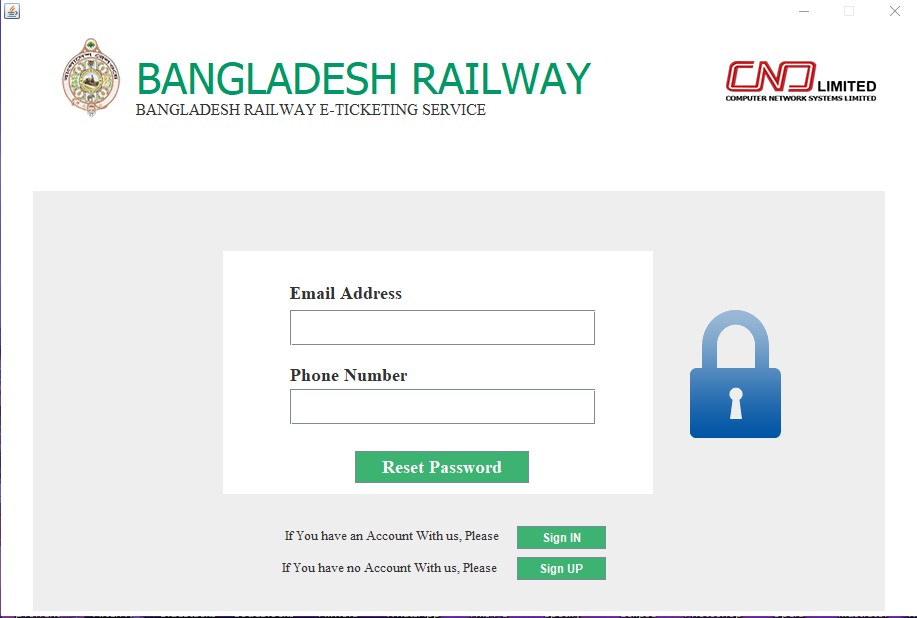 BANGLADESH RAILWAY
BANGLADESH RAILWAY E-TICKETING SERVICE
CNS LIMITED
COMPUTER NETWORK SYSTEMS LIMITED
Email Address
Phone Number
Reset Password
If You have an Account With us, Please
Sign IN
If You have no Account With us, Please
Sign UP